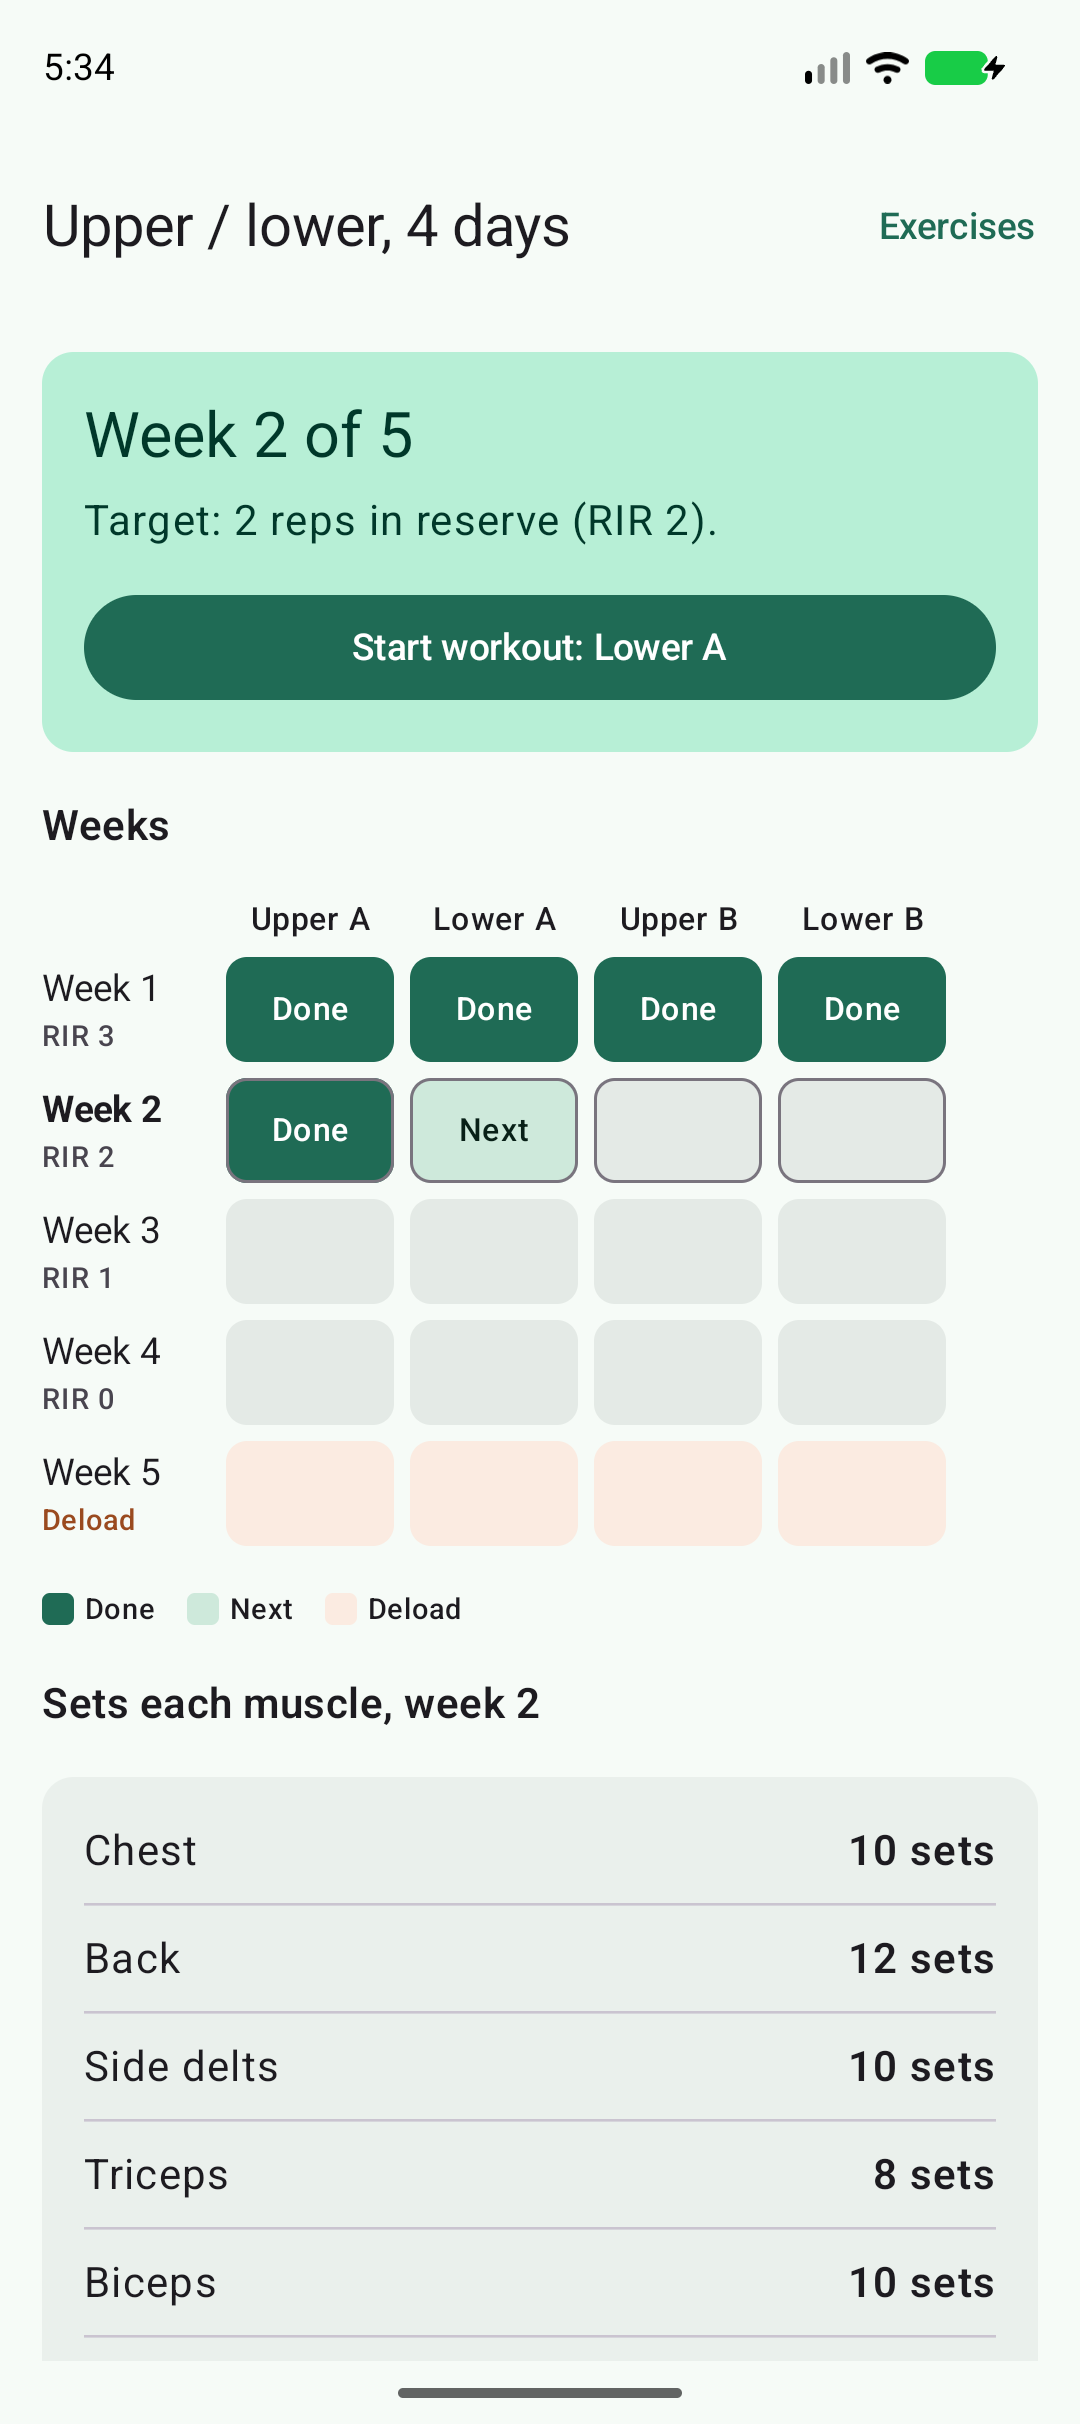 5:34
Upper / lower, 4 days
Exercises
Week 2 of 5
Target: 2 reps in reserve (RIR 2).
Start workout: Lower A
Weeks
Upper A Lower A Upper B Lower B
Week 1
RIR 3
Done Done Done Done
Week 2
RIR 2
Done Next
Week 3
RIR 1
Week 4
RIR 0
Week 5
Deload
Done Next Deload
Sets each muscle, week 2
Chest 10 sets
Back 12 sets
Side delts 10 sets
Triceps 8 sets
Biceps 10 sets